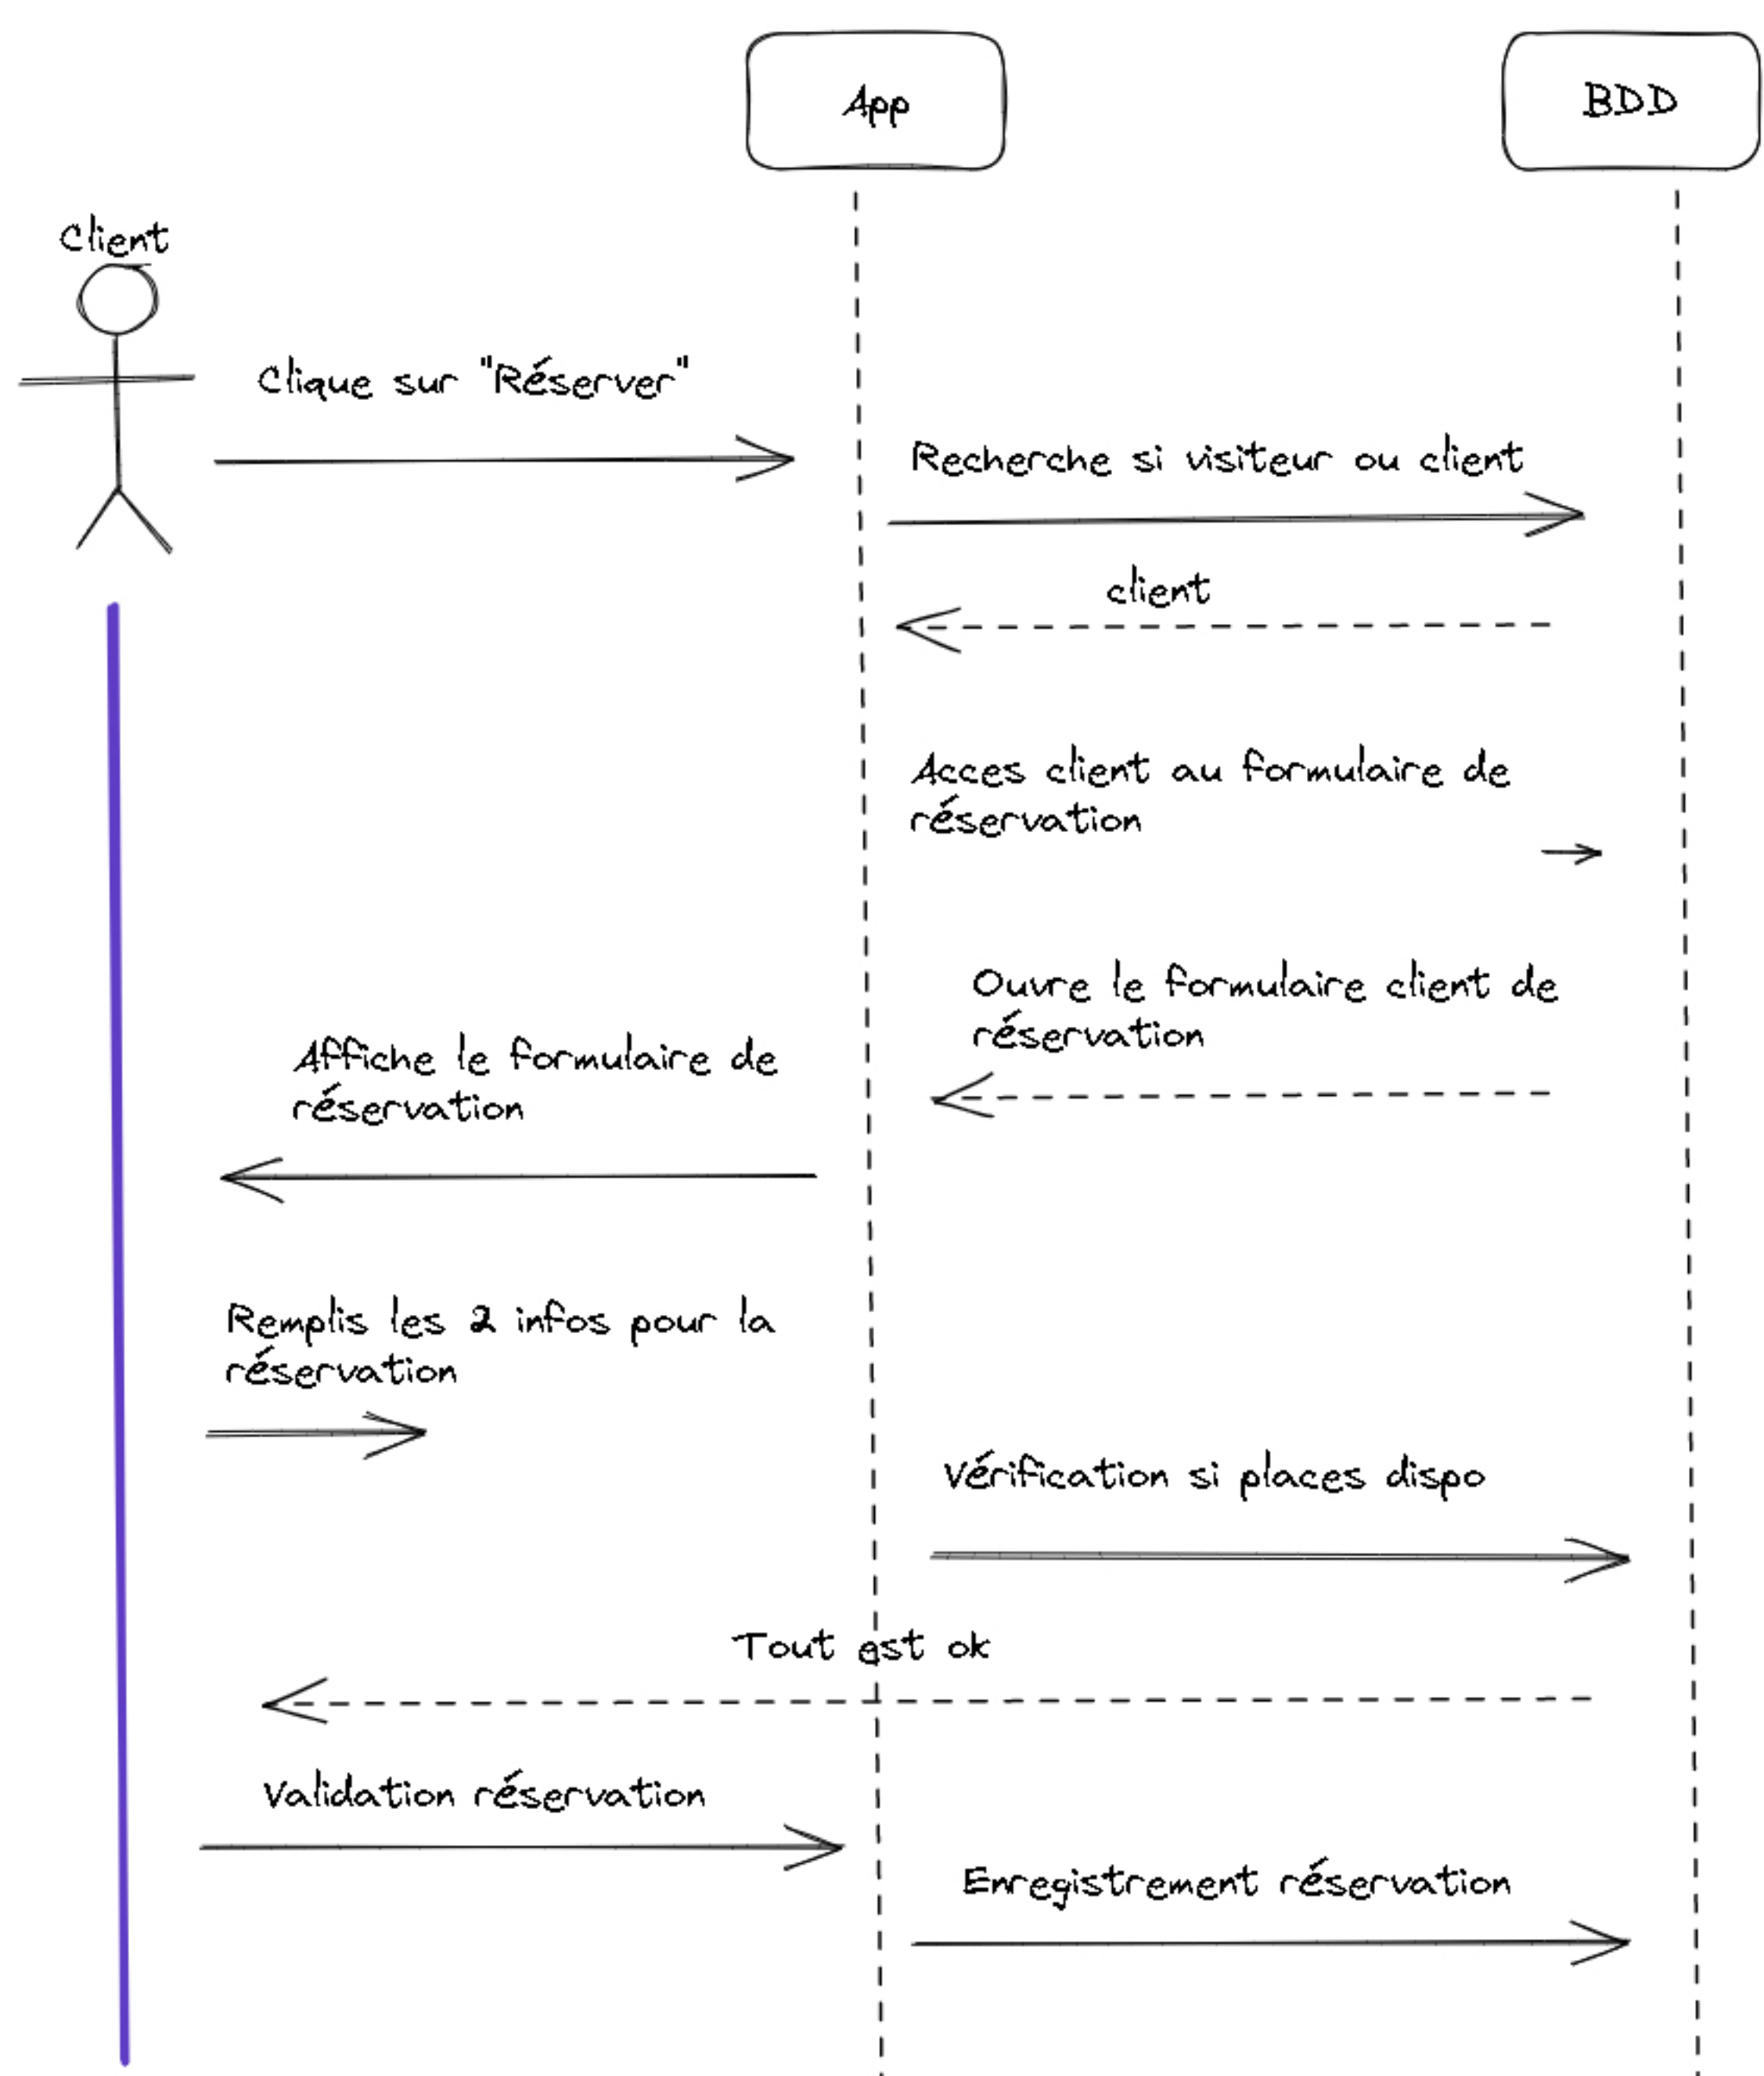 App
BDD
Client
Clique sur "Réserver"
Recherche si visiteur ou client
client
Acces client au formulaire de
réservation
Ouvre le formulaire client de
réservation
Affiche le formulaire de
réservation
Remplis les 2 infos pour la
réservation
Vérification si places dispo
Tout est ok
Validation réservation
Enregistrement réservation